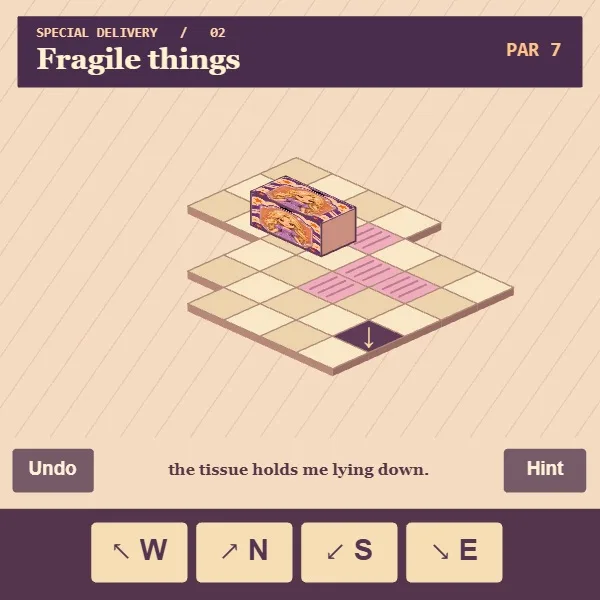 SPECIAL DELIVERY / 02
Fragile things
PAR 7
↓
Undo
the tissue holds me lying down.
Hint
↖ W
↗ N
↙ S
↘ E